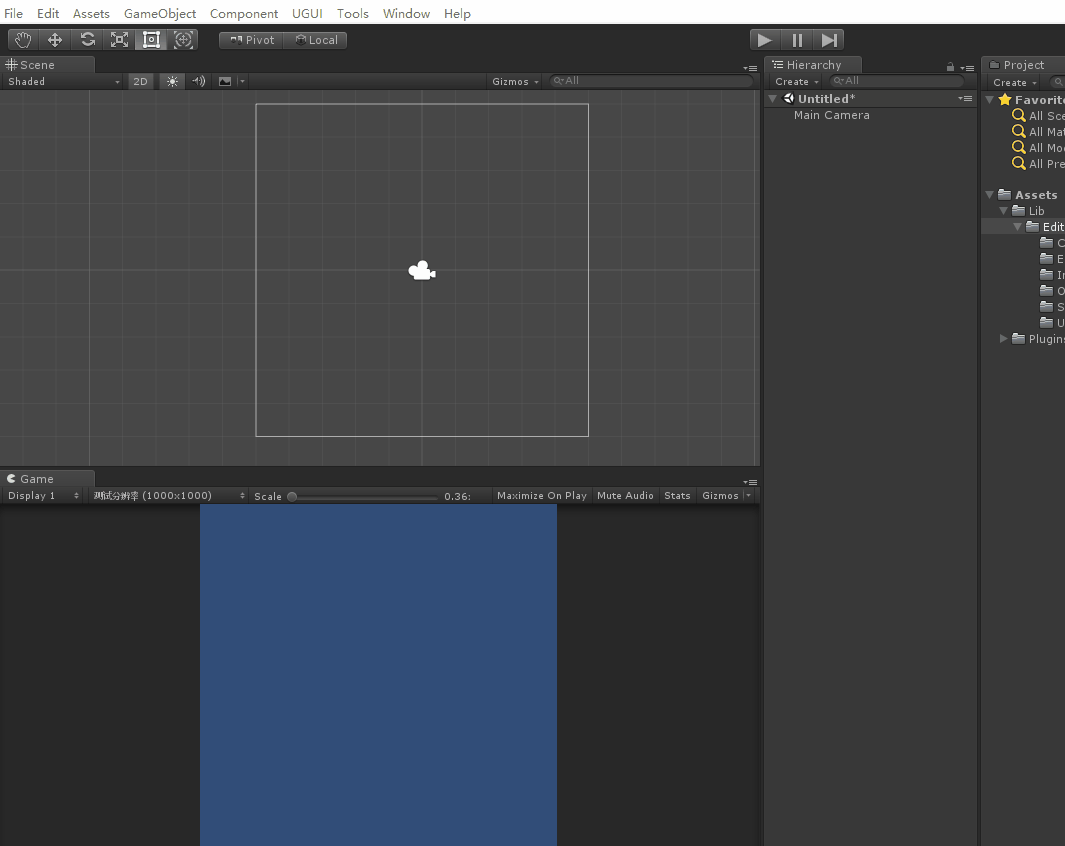 File Edit Assets GameObject Component UGUI Tools Window Help
Pivot Local
Scene
Shaded 2D Gizmos All
Hierarchy
Create All
Untitled*
Main Camera
Project
Create
Favorite
All Sce
All Mat
All Mod
All Pre
Assets
Lib
Edit
C
E
In
O
S
U
Plugins
Game
Display 1 测试分辨率 (1000x1000) Scale 0.36: Maximize On Play Mute Audio Stats Gizmos